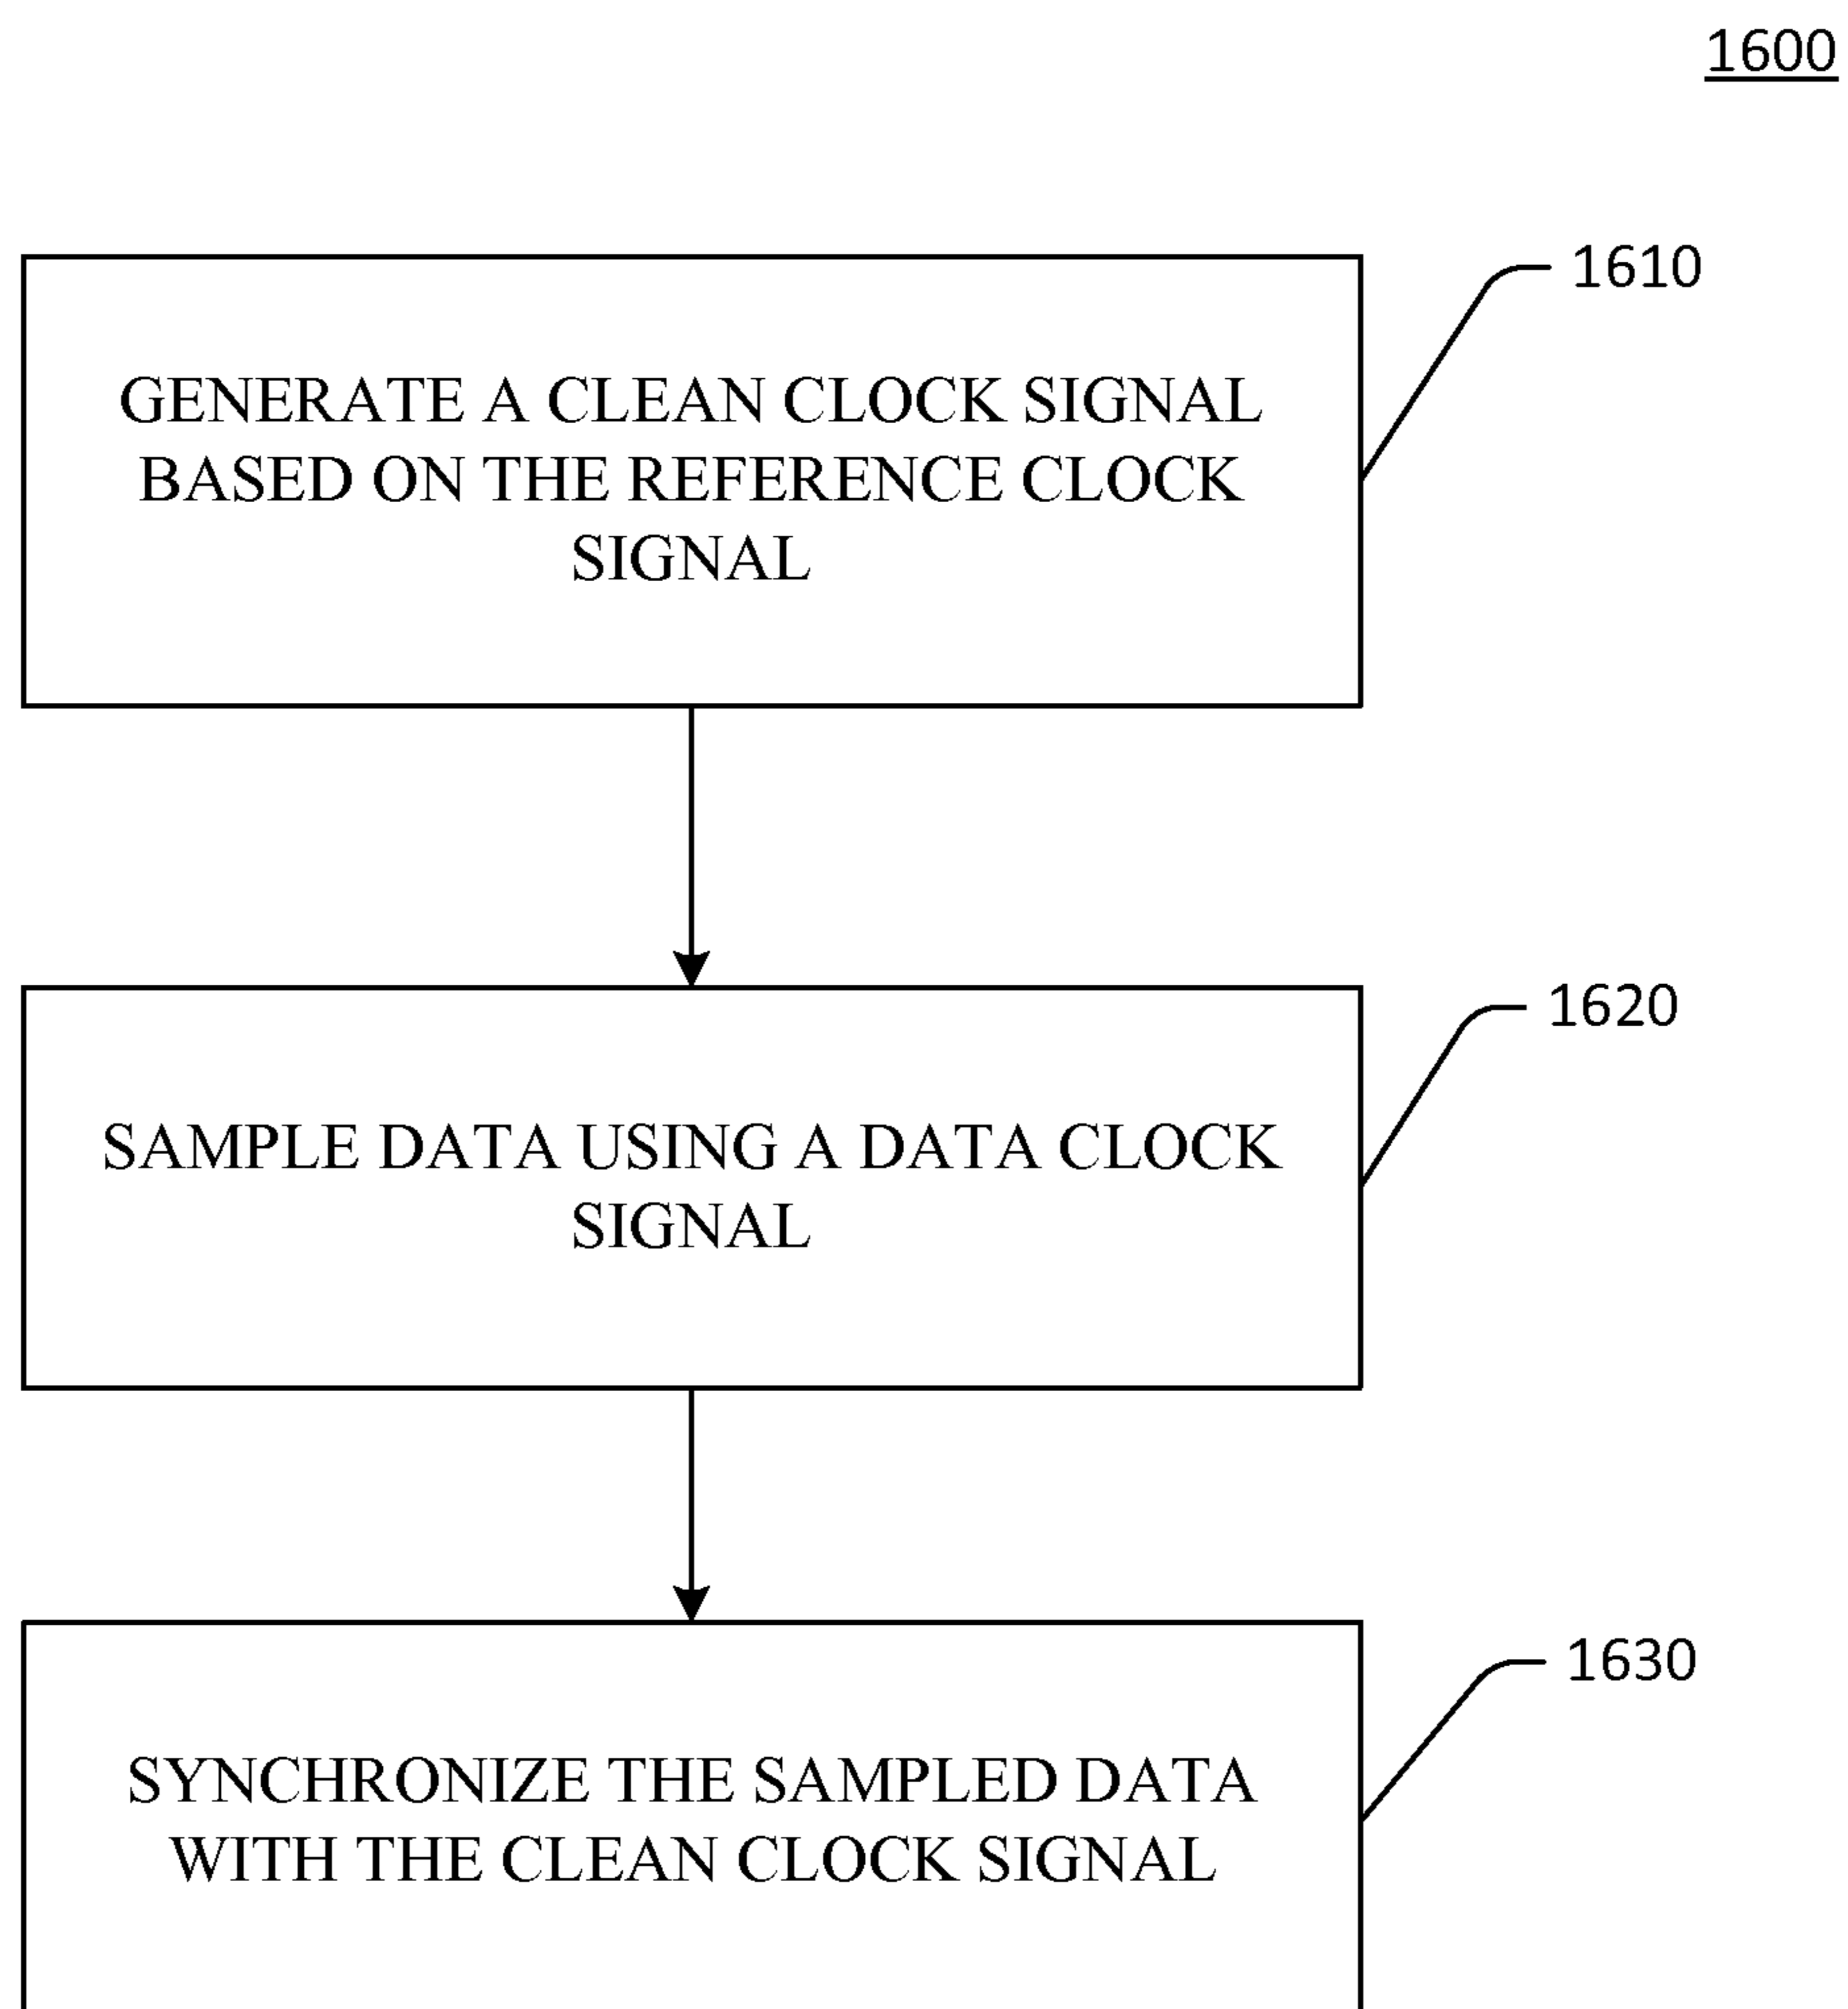 1600
1610
GENERATE A CLEAN CLOCK SIGNAL
BASED ON THE REFERENCE CLOCK
SIGNAL
1620
SAMPLE DATA USING A DATA CLOCK
SIGNAL
1630
SYNCHRONIZE THE SAMPLED DATA
WITH THE CLEAN CLOCK SIGNAL